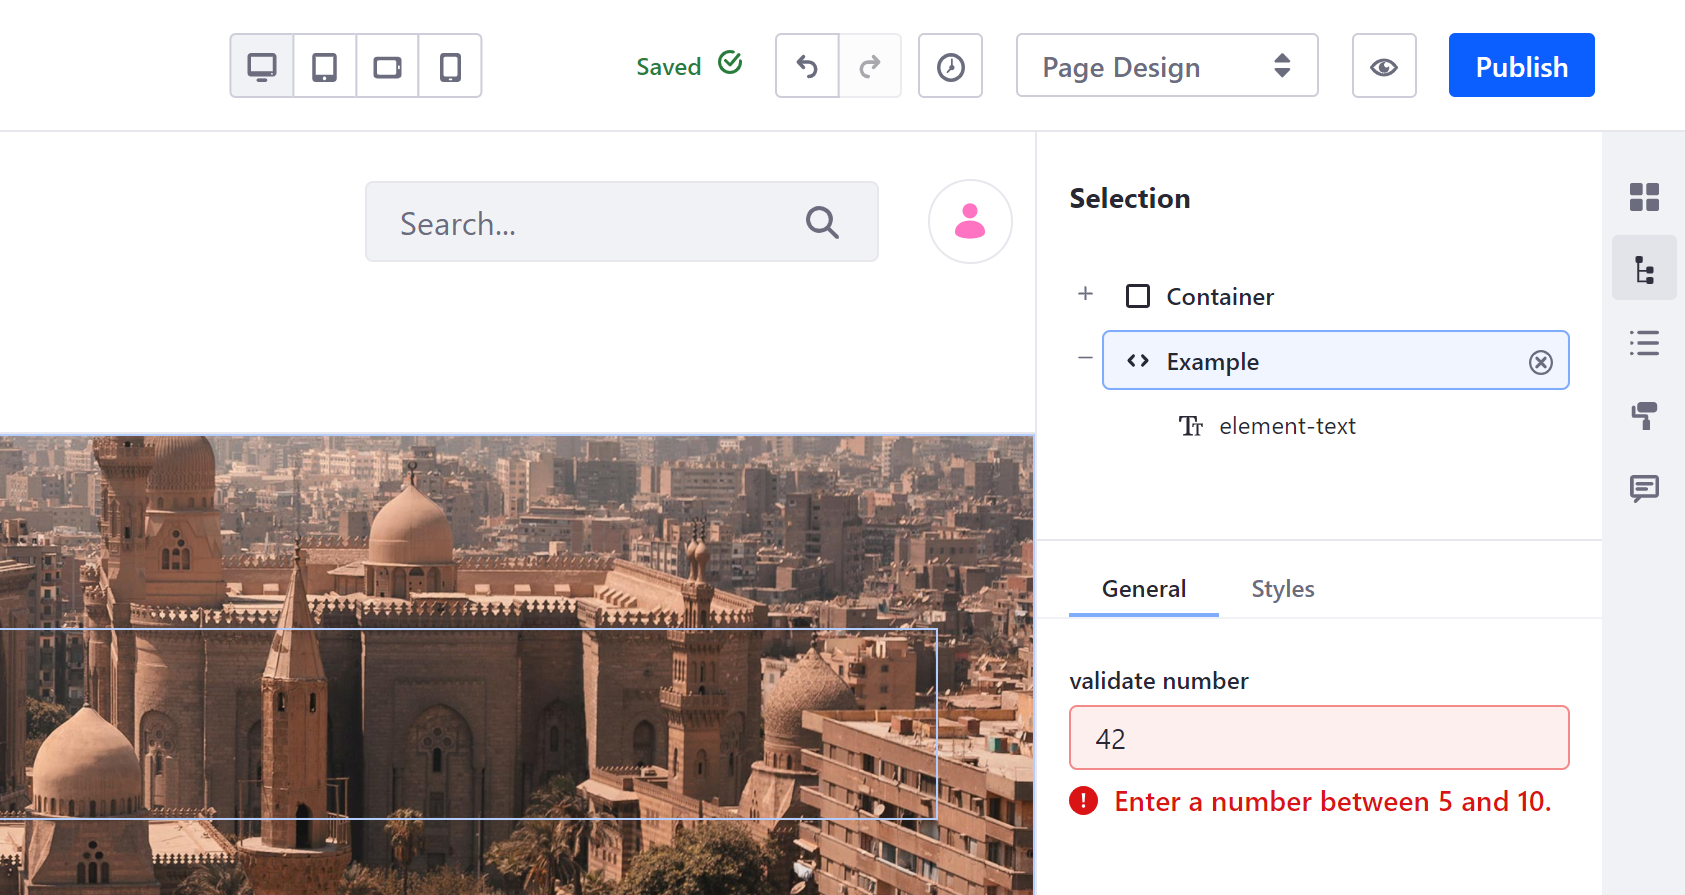 Saved
Page Design
Publish
Search...
Selection
Container
Example
element-text
General
Styles
validate number
42
Enter a number between 5 and 10.